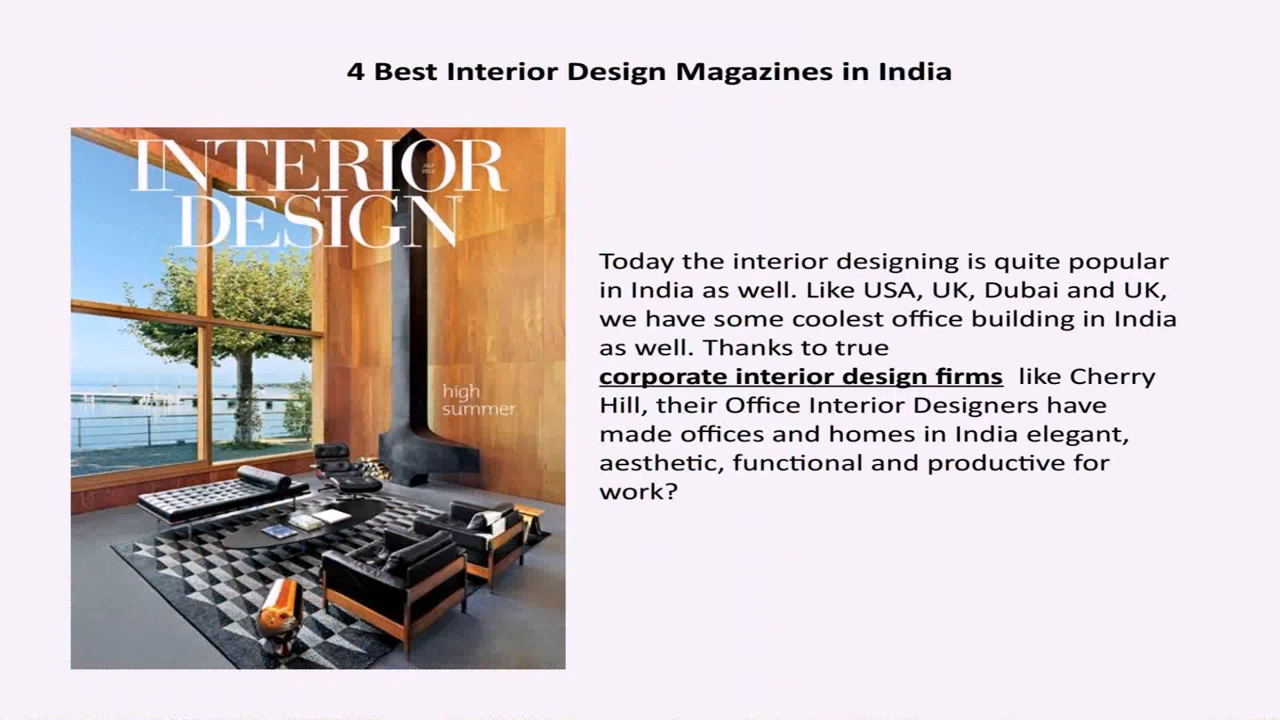 4 Best Interior Design Magazines in India
INTERIOR
DESIGN
high
summer
Today the interior designing is quite popular
in India as well. Like USA, UK, Dubai and UK,
we have some coolest office building in India
as well. Thanks to true
corporate interior design firms like Cherry
Hill, their Office Interior Designers have
made offices and homes in India elegant,
aesthetic, functional and productive for
work?